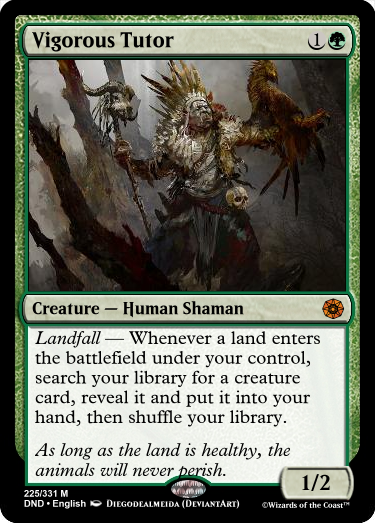 Vigorous Tutor 1
Creature — Human Shaman
Landfall — Whenever a land enters
the battlefield under your control,
search your library for a creature
card, reveal it and put it into your
hand, then shuffle your library.
As long as the land is healthy, the
animals will never perish.
1/2
225/331 M
DND • English Diegodealmeida (DeviantArt)
©Wizards of the Coast™